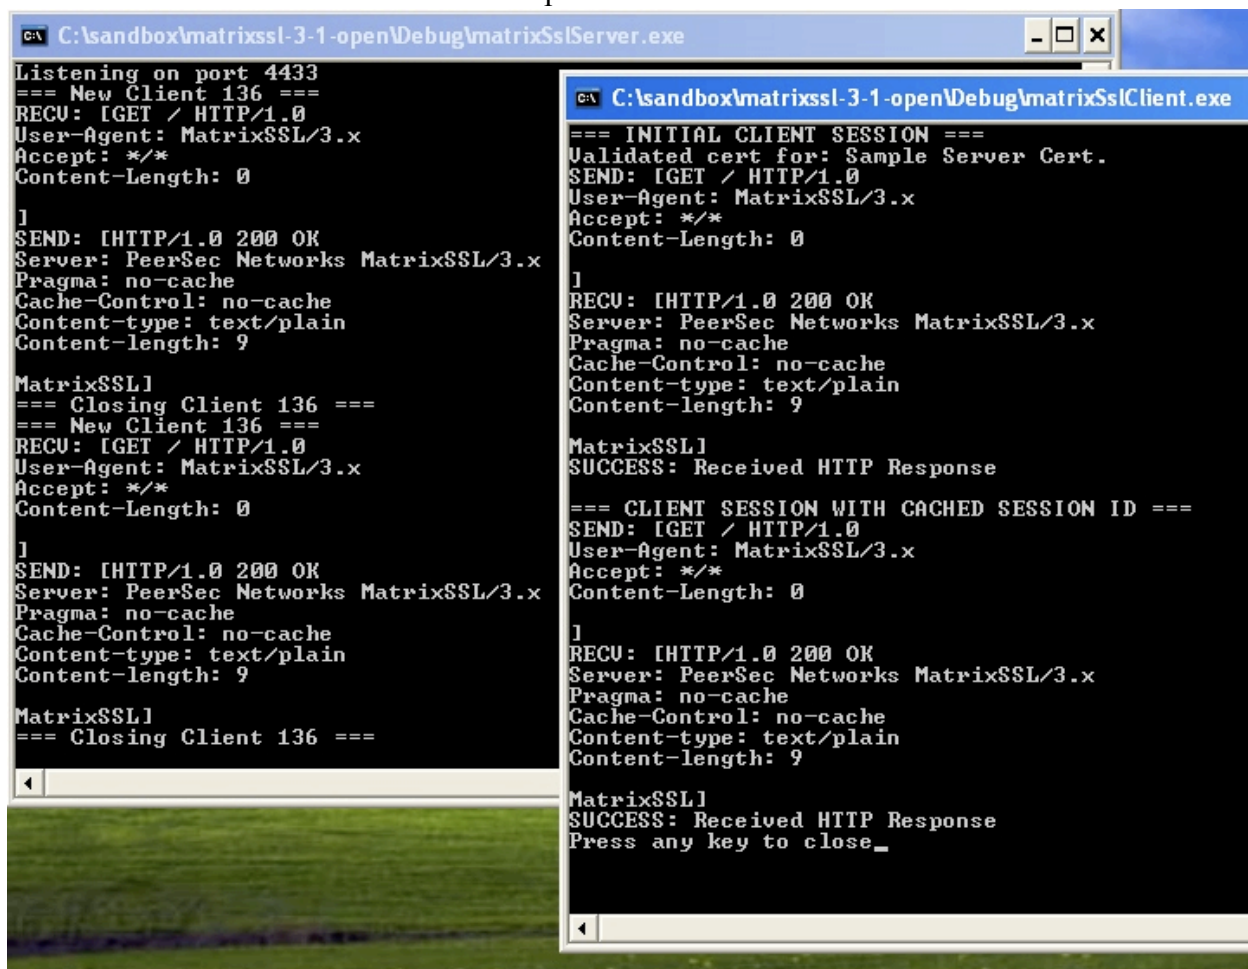 C:\sandbox\matrixssl-3-1-open\Debug\matrixSslServer.exe
Listening on port 4433
=== New Client 136 ===
RECV: [GET / HTTP/1.0
User-Agent: MatrixSSL/3.x
Accept: */*
Content-Length: 0
]
SEND: [HTTP/1.0 200 OK
Server: PeerSec Networks MatrixSSL/3.x
Pragma: no-cache
Cache-Control: no-cache
Content-type: text/plain
Content-length: 9
MatrixSSL]
=== Closing Client 136 ===
=== New Client 136 ===
RECV: [GET / HTTP/1.0
User-Agent: MatrixSSL/3.x
Accept: */*
Content-Length: 0
]
SEND: [HTTP/1.0 200 OK
Server: PeerSec Networks MatrixSSL/3.x
Pragma: no-cache
Cache-Control: no-cache
Content-type: text/plain
Content-length: 9
MatrixSSL]
=== Closing Client 136 ===
C:\sandbox\matrixssl-3-1-open\Debug\matrixSslClient.exe
=== INITIAL CLIENT SESSION ===
Validated cert for: Sample Server Cert.
SEND: [GET / HTTP/1.0
User-Agent: MatrixSSL/3.x
Accept: */*
Content-Length: 0
]
RECV: [HTTP/1.0 200 OK
Server: PeerSec Networks MatrixSSL/3.x
Pragma: no-cache
Cache-Control: no-cache
Content-type: text/plain
Content-length: 9
MatrixSSL]
SUCCESS: Received HTTP Response
=== CLIENT SESSION WITH CACHED SESSION ID ===
SEND: [GET / HTTP/1.0
User-Agent: MatrixSSL/3.x
Accept: */*
Content-Length: 0
]
RECV: [HTTP/1.0 200 OK
Server: PeerSec Networks MatrixSSL/3.x
Pragma: no-cache
Cache-Control: no-cache
Content-type: text/plain
Content-length: 9
MatrixSSL]
SUCCESS: Received HTTP Response
Press any key to close_